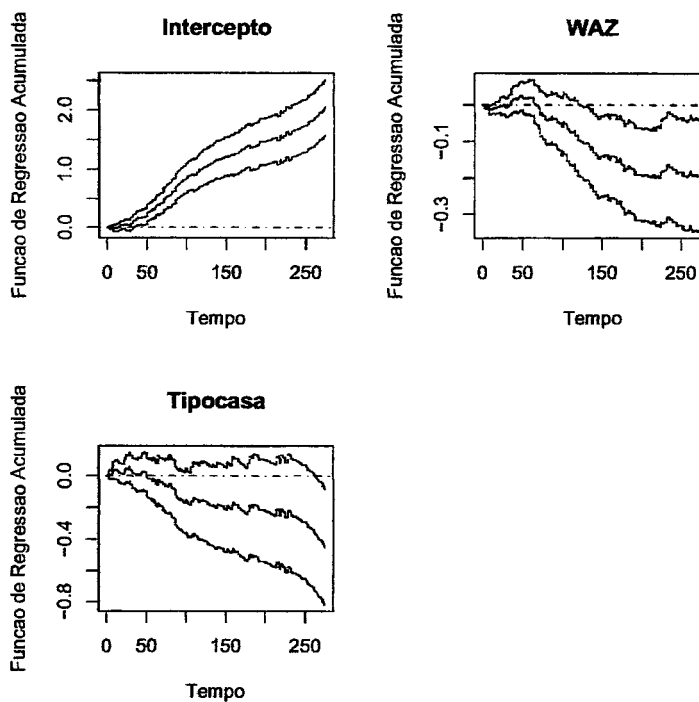 Intercepto
Funcao de Regressao Acumulada
0.0 1.0 2.0
0 50 150 250
Tempo
WAZ
Funcao de Regressao Acumulada
-0.3 -0.1
0 50 150 250
Tempo
Tipocasa
Funcao de Regressao Acumulada
-0.8 -0.4 0.0
0 50 150 250
Tempo